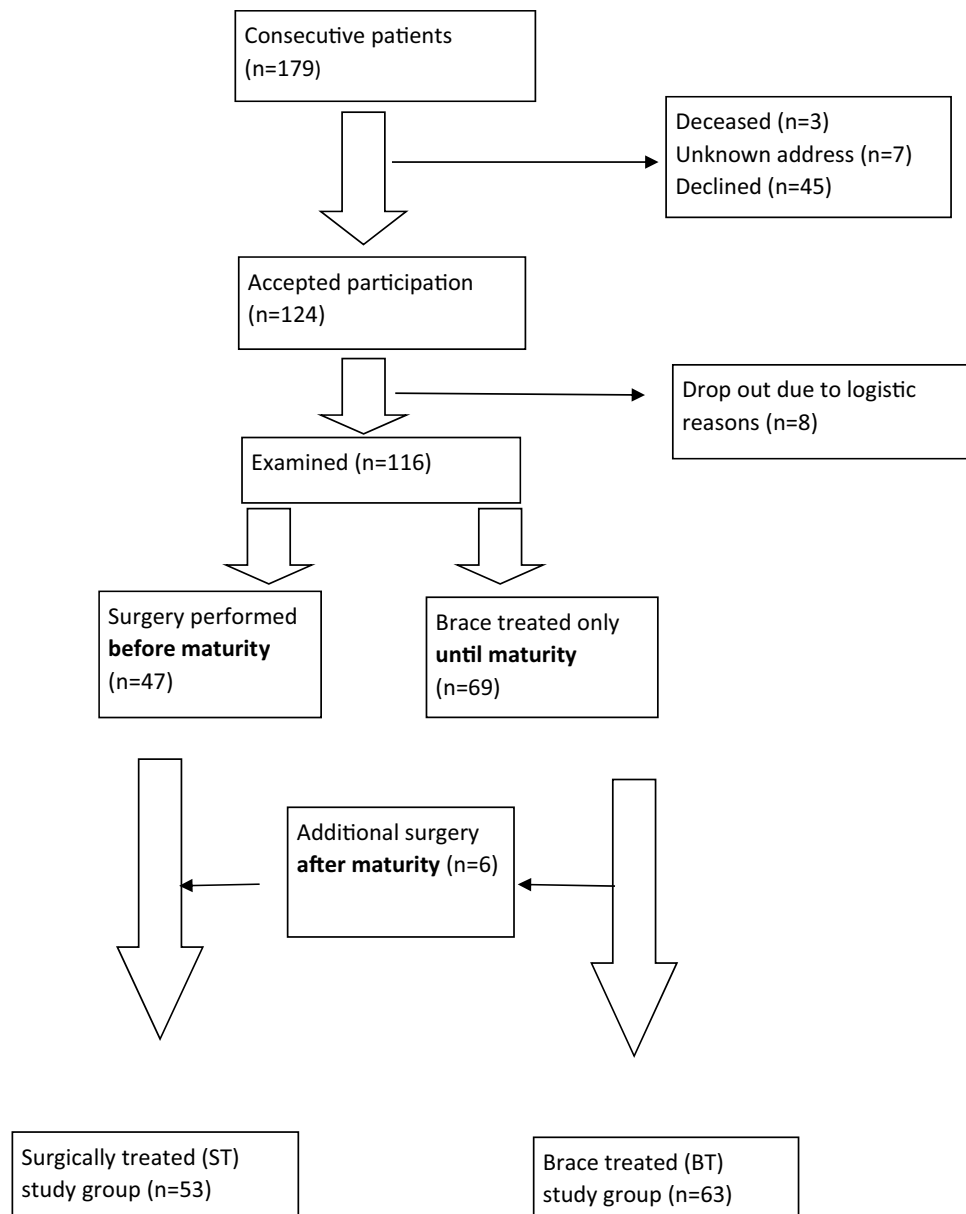 Consecutive patients
(n=179)
Deceased (n=3)
Unknown address (n=7)
Declined (n=45)
Accepted participation
(n=124)
Drop out due to logistic
reasons (n=8)
Examined (n=116)
Surgery performed
before maturity
(n=47)
Brace treated only
until maturity
(n=69)
Additional surgery
after maturity (n=6)
Surgically treated (ST)
study group (n=53)
Brace treated (BT)
study group (n=63)